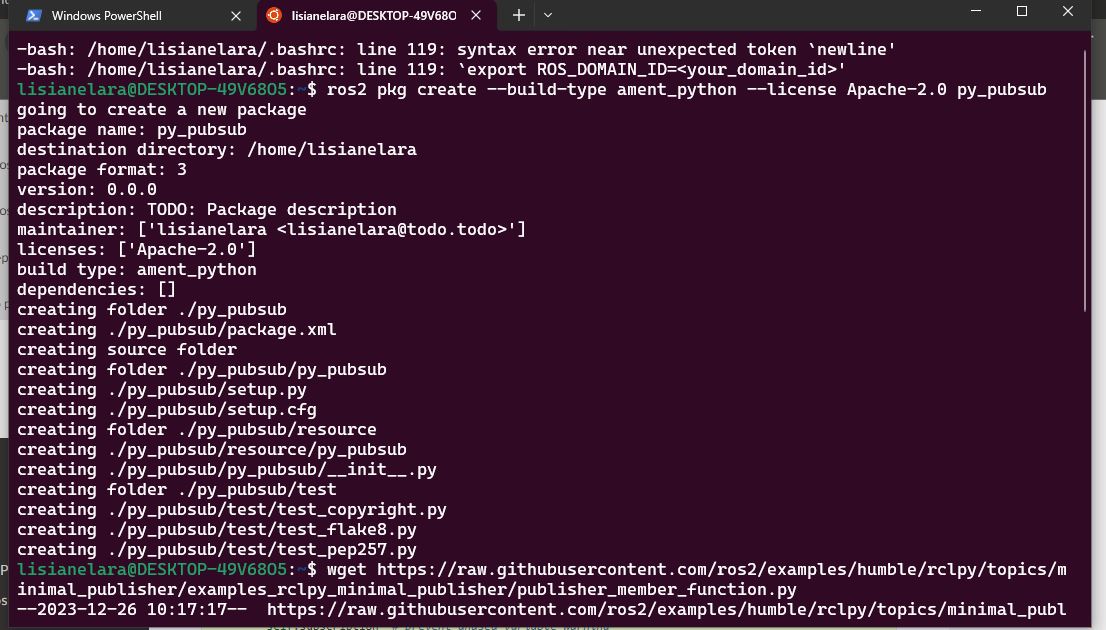 Windows PowerShell
lisianelara@DESKTOP-49V68O
-bash: /home/lisianelara/.bashrc: line 119: syntax error near unexpected token `newline'
-bash: /home/lisianelara/.bashrc: line 119: `export ROS_DOMAIN_ID=<your_domain_id>'
lisianelara@DESKTOP-49V68O5:~$ ros2 pkg create --build-type ament_python --license Apache-2.0 py_pubsub
going to create a new package
package name: py_pubsub
destination directory: /home/lisianelara
package format: 3
version: 0.0.0
description: TODO: Package description
maintainer: ['lisianelara <lisianelara@todo.todo>']
licenses: ['Apache-2.0']
build type: ament_python
dependencies: []
creating folder ./py_pubsub
creating ./py_pubsub/package.xml
creating source folder
creating folder ./py_pubsub/py_pubsub
creating ./py_pubsub/setup.py
creating ./py_pubsub/setup.cfg
creating folder ./py_pubsub/resource
creating ./py_pubsub/resource/py_pubsub
creating ./py_pubsub/py_pubsub/__init__.py
creating folder ./py_pubsub/test
creating ./py_pubsub/test/test_copyright.py
creating ./py_pubsub/test/test_flake8.py
creating ./py_pubsub/test/test_pep257.py
lisianelara@DESKTOP-49V68O5:~$ wget https://raw.githubusercontent.com/ros2/examples/humble/rclpy/topics/m
inimal_publisher/examples_rclpy_minimal_publisher/publisher_member_function.py
--2023-12-26 10:17:17--  https://raw.githubusercontent.com/ros2/examples/humble/rclpy/topics/minimal_publ